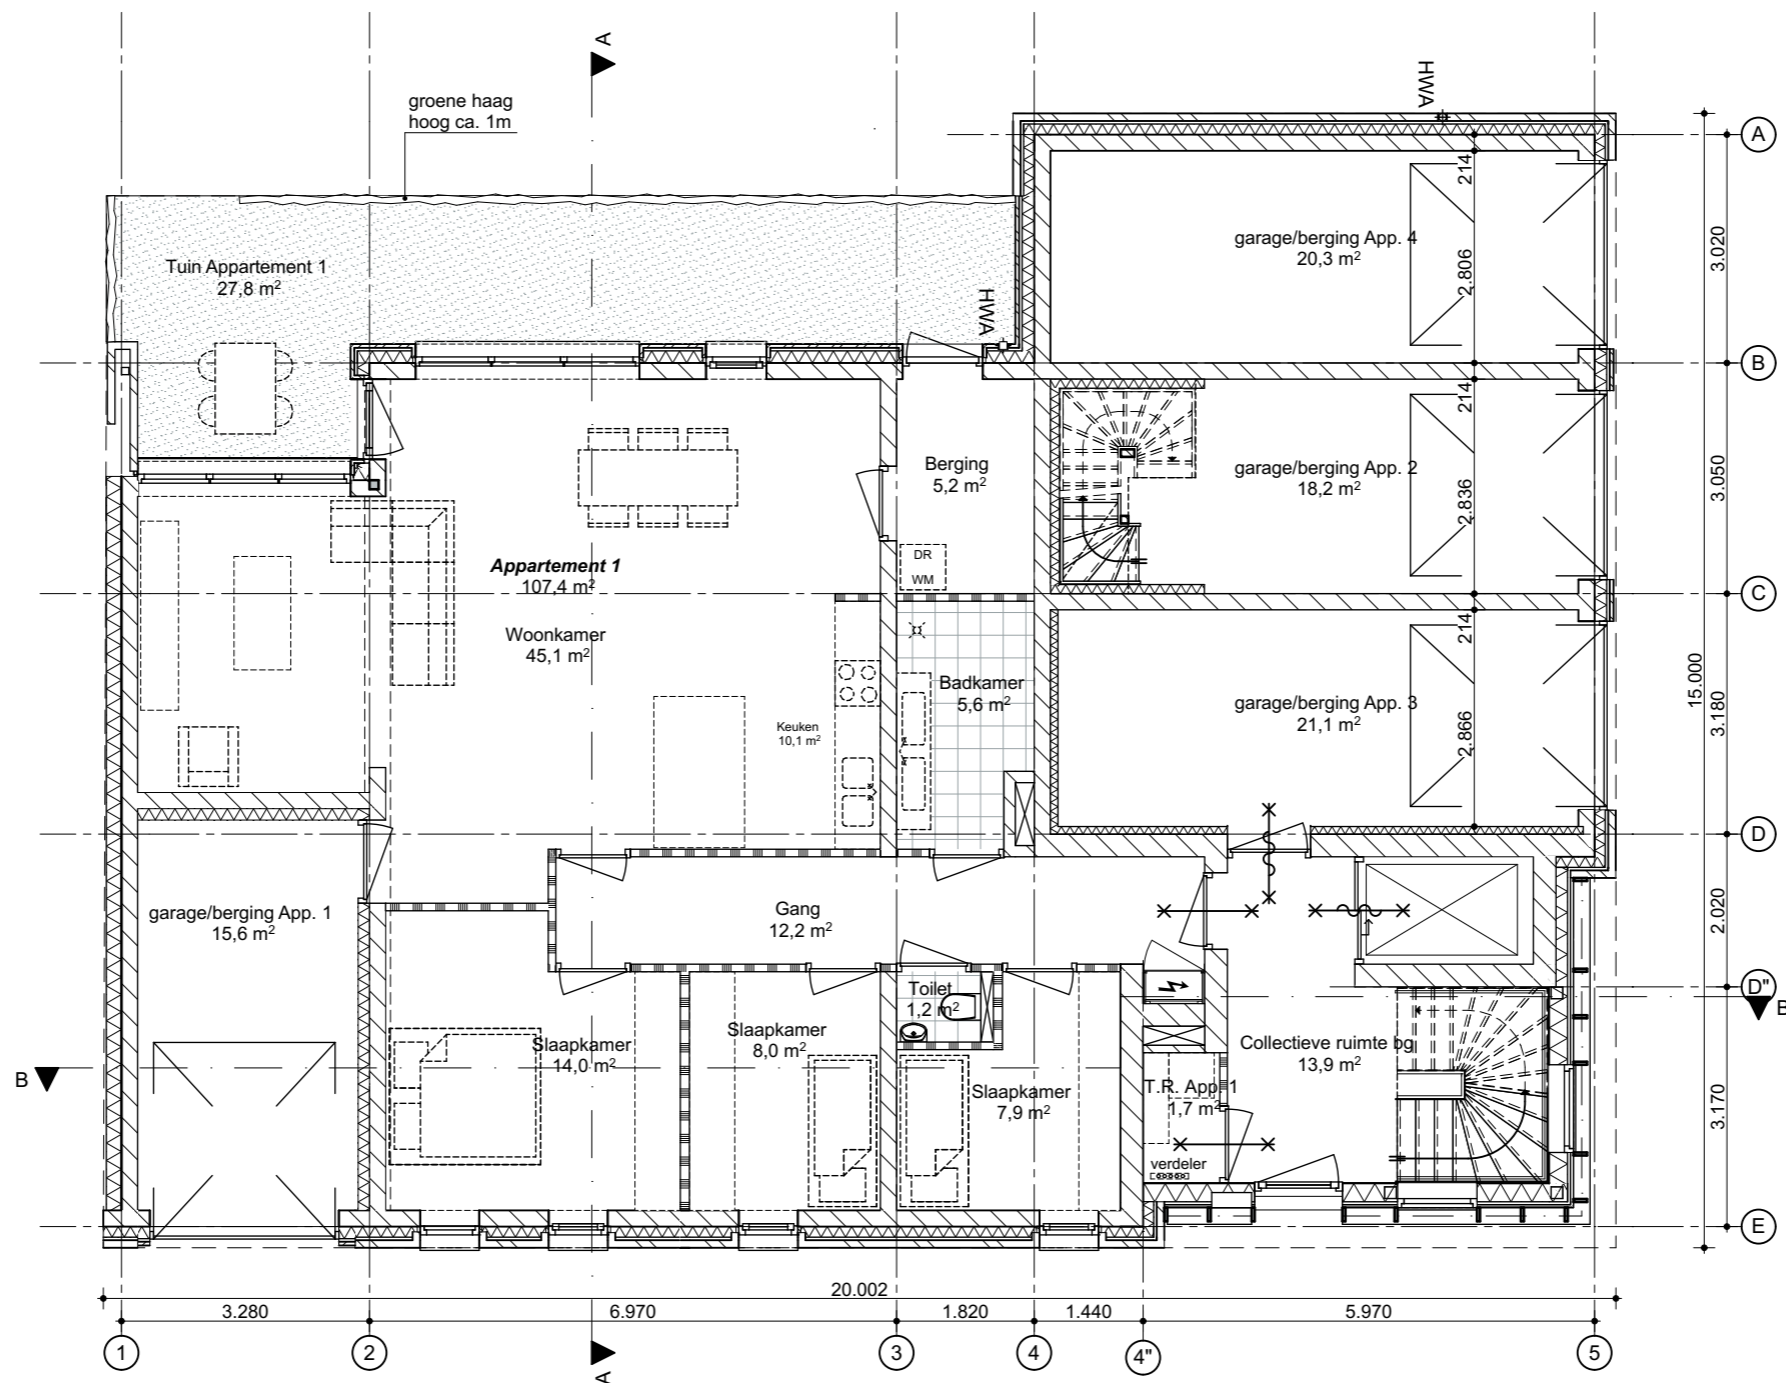 A
groene haag
hoog ca. 1m
HWA
A
214
3.020
garage/berging App. 4
20,3 m²
2.806
Tuin Appartement 1
27,8 m²
HWA
B
214
Berging
5,2 m²
garage/berging App. 2
18,2 m²
3.050
2.836
DR
WM
Appartement 1
107,4 m²
C
214
Woonkamer
45,1 m²
Badkamer
5,6 m²
15.000
garage/berging App. 3
21,1 m²
3.180
2.866
Keuken
10,1 m²
D
garage/berging App. 1
15,6 m²
Gang
12,2 m²
2.020
D"
B
Toilet
1,2 m²
Slaapkamer
8,0 m²
Slaapkamer
14,0 m²
Collectieve ruimte bg
13,9 m²
B
Slaapkamer
7,9 m²
T.R. App. 1
1,7 m²
3.170
verdeler
E
20.002
3.280
6.970
1.820
1.440
5.970
1
2
A
3
4
4"
5